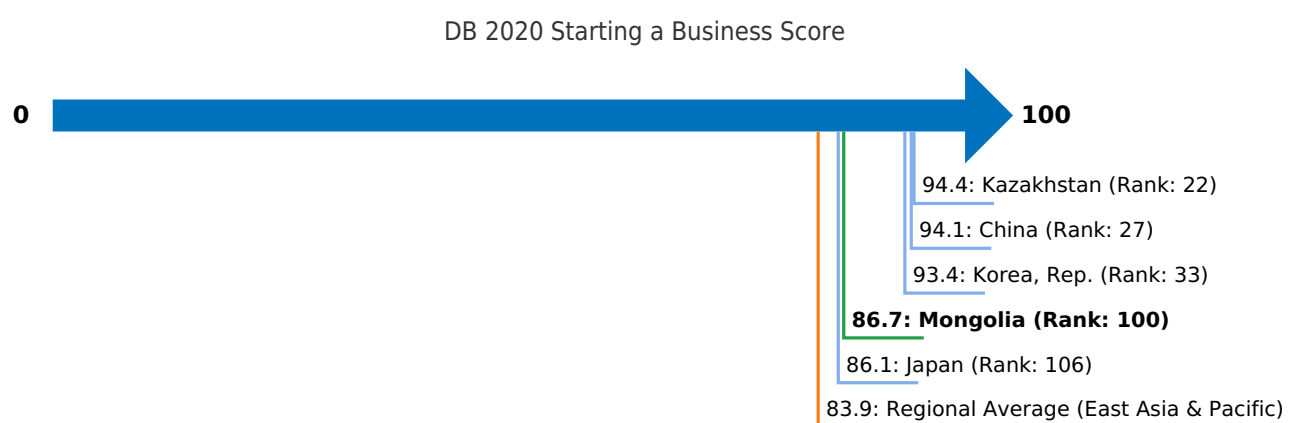 DB 2020 Starting a Business Score
0
100
94.4: Kazakhstan (Rank: 22)
94.1: China (Rank: 27)
93.4: Korea, Rep. (Rank: 33)
86.7: Mongolia (Rank: 100)
86.1: Japan (Rank: 106)
83.9: Regional Average (East Asia & Pacific)